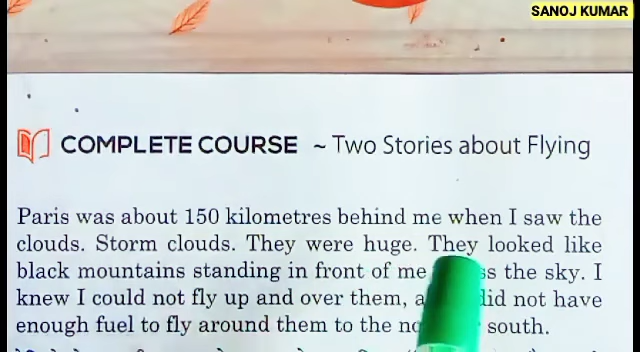 SANOJ KUMAR
COMPLETE COURSE ~ Two Stories about Flying
Paris was about 150 kilometres behind me when I saw the
clouds. Storm clouds. They were huge. They looked like
black mountains standing in front of me the sky. I
knew I could not fly up and over them, did not have
enough fuel to fly around them to the south.